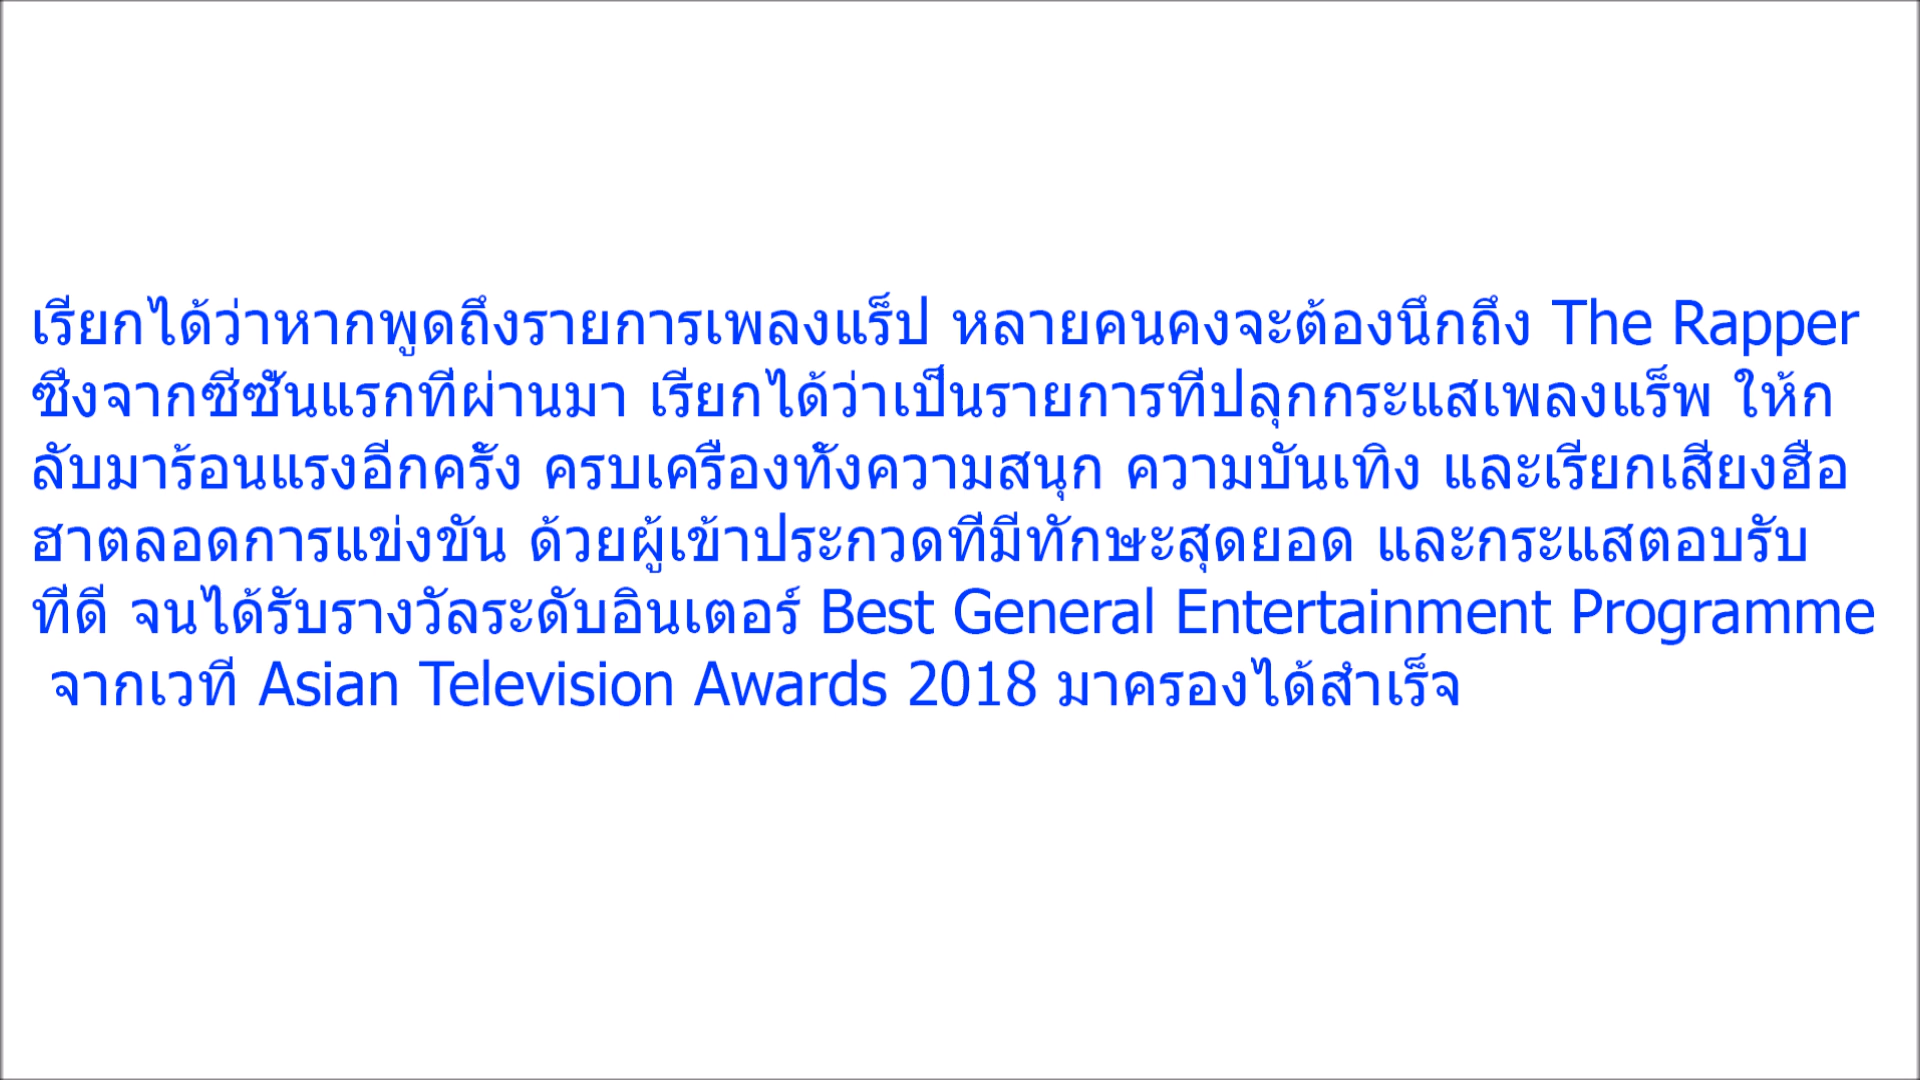 เรียกได้ว่าหากพูดถึงรายการเพลงแร็ป หลายคนคงจะต้องนึกถึง The Rapper
ซึ่งจากซีซั่นแรกที่ผ่านมา เรียกได้ว่าเป็นรายการที่ปลุกกระแสเพลงแร็พ ให้ก
ลับมาร้อนแรงอีกครั้ง ครบเครื่องทั้งความสนุก ความบันเทิง และเรียกเสียงฮือ
ฮาตลอดการแข่งขัน ด้วยผู้เข้าประกวดที่มีทักษะสุดยอด และกระแสตอบรับ
ที่ดี จนได้รับรางวัลระดับอินเตอร์ Best General Entertainment Programme
จากเวที Asian Television Awards 2018 มาครองได้สำเร็จ